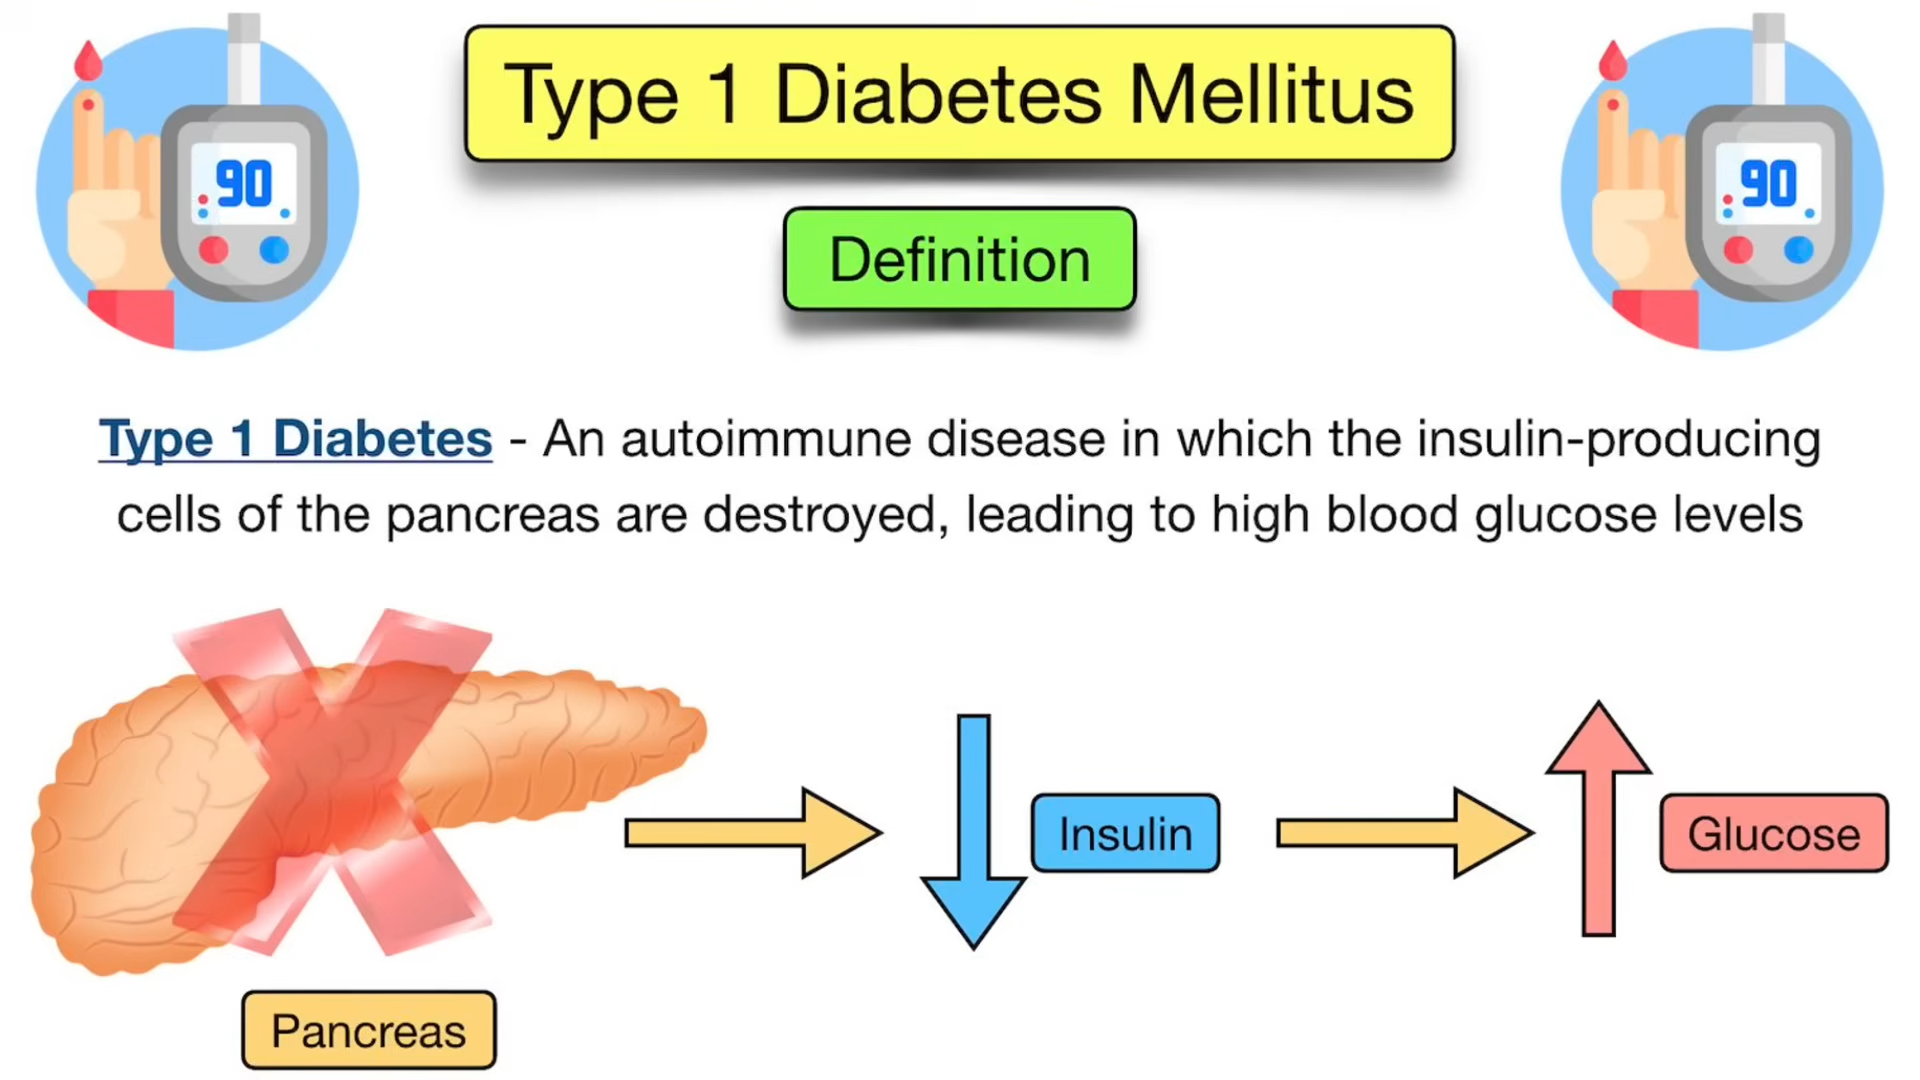 Type 1 Diabetes Mellitus
90
90
Definition
Type 1 Diabetes - An autoimmune disease in which the insulin-producing
cells of the pancreas are destroyed, leading to high blood glucose levels
Insulin
Glucose
Pancreas